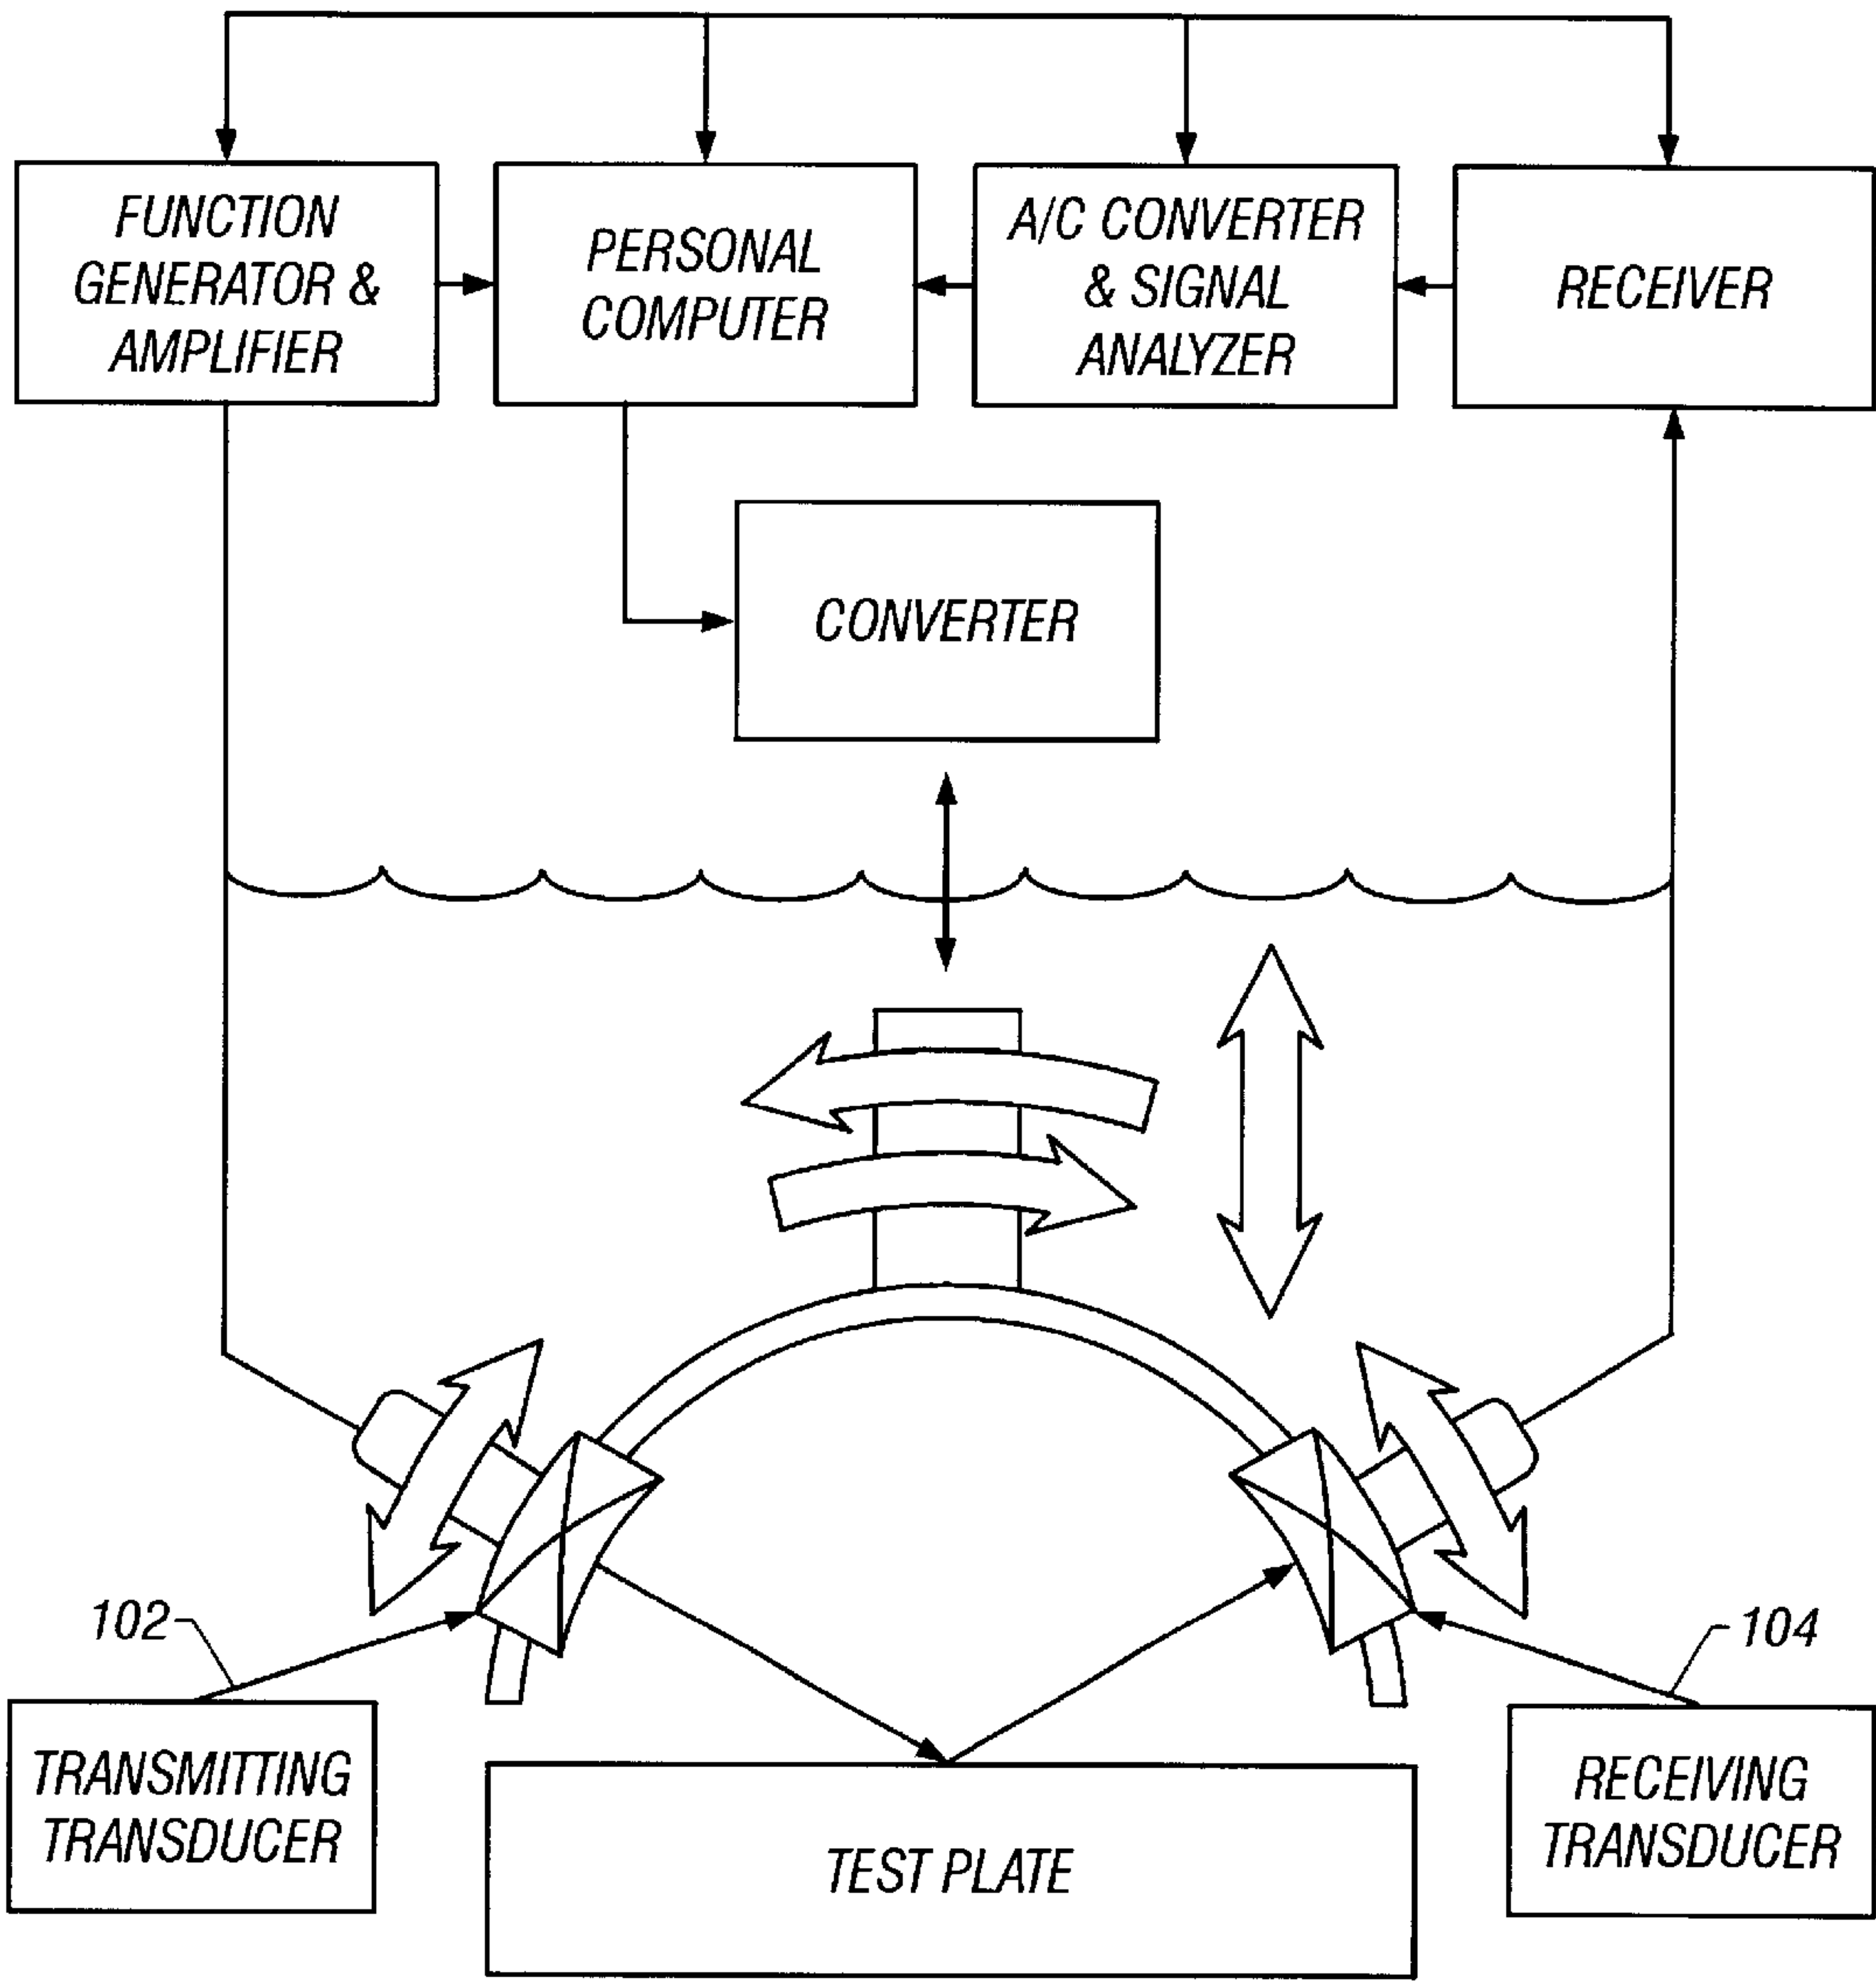 FUNCTION
GENERATOR &
AMPLIFIER
PERSONAL
COMPUTER
A/C CONVERTER
& SIGNAL
ANALYZER
RECEIVER
CONVERTER
102
104
TRANSMITTING
TRANSDUCER
TEST PLATE
RECEIVING
TRANSDUCER